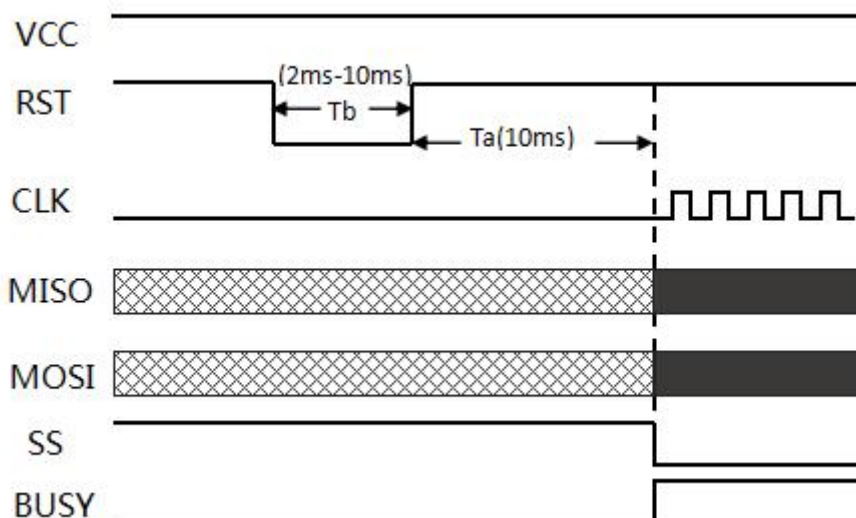 VCC
(2ms-10ms)
RST
Tb
Ta(10ms)
CLK
MISO
MOSI
SS
BUSY